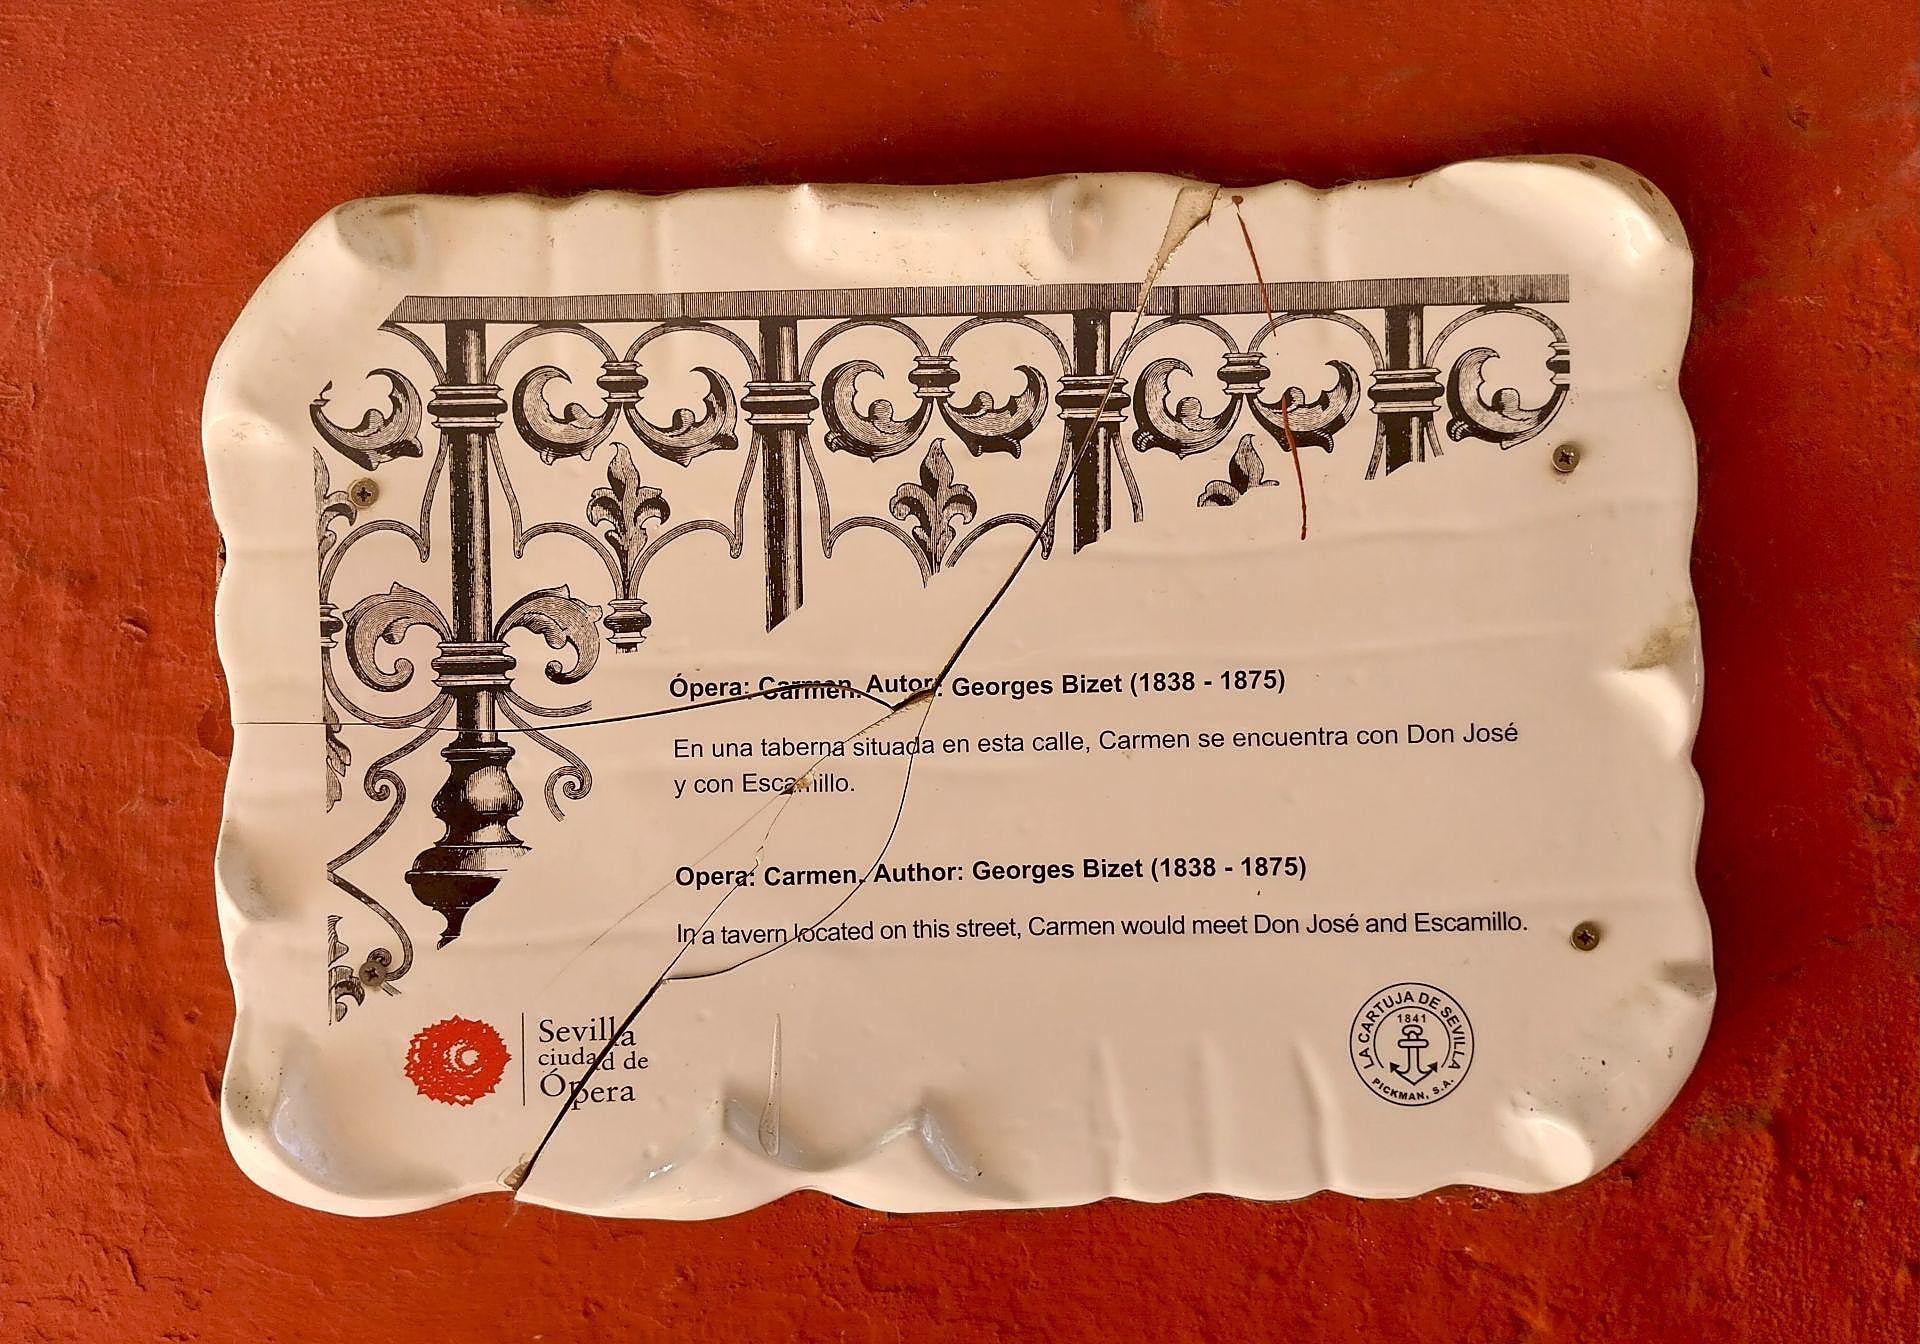 Ópera: Carmen. Autor: Georges Bizet (1838 - 1875)
En una taberna situada en esta calle, Carmen se encuentra con Don José
y con Escamillo.
Opera: Carmen. Author: Georges Bizet (1838 - 1875)
In a tavern located on this street, Carmen would meet Don José and Escamillo.
Sevilla
ciudad de
Ópera
LA CARTUJA DE SEVILLA
1841
PICKMAN, S.A.